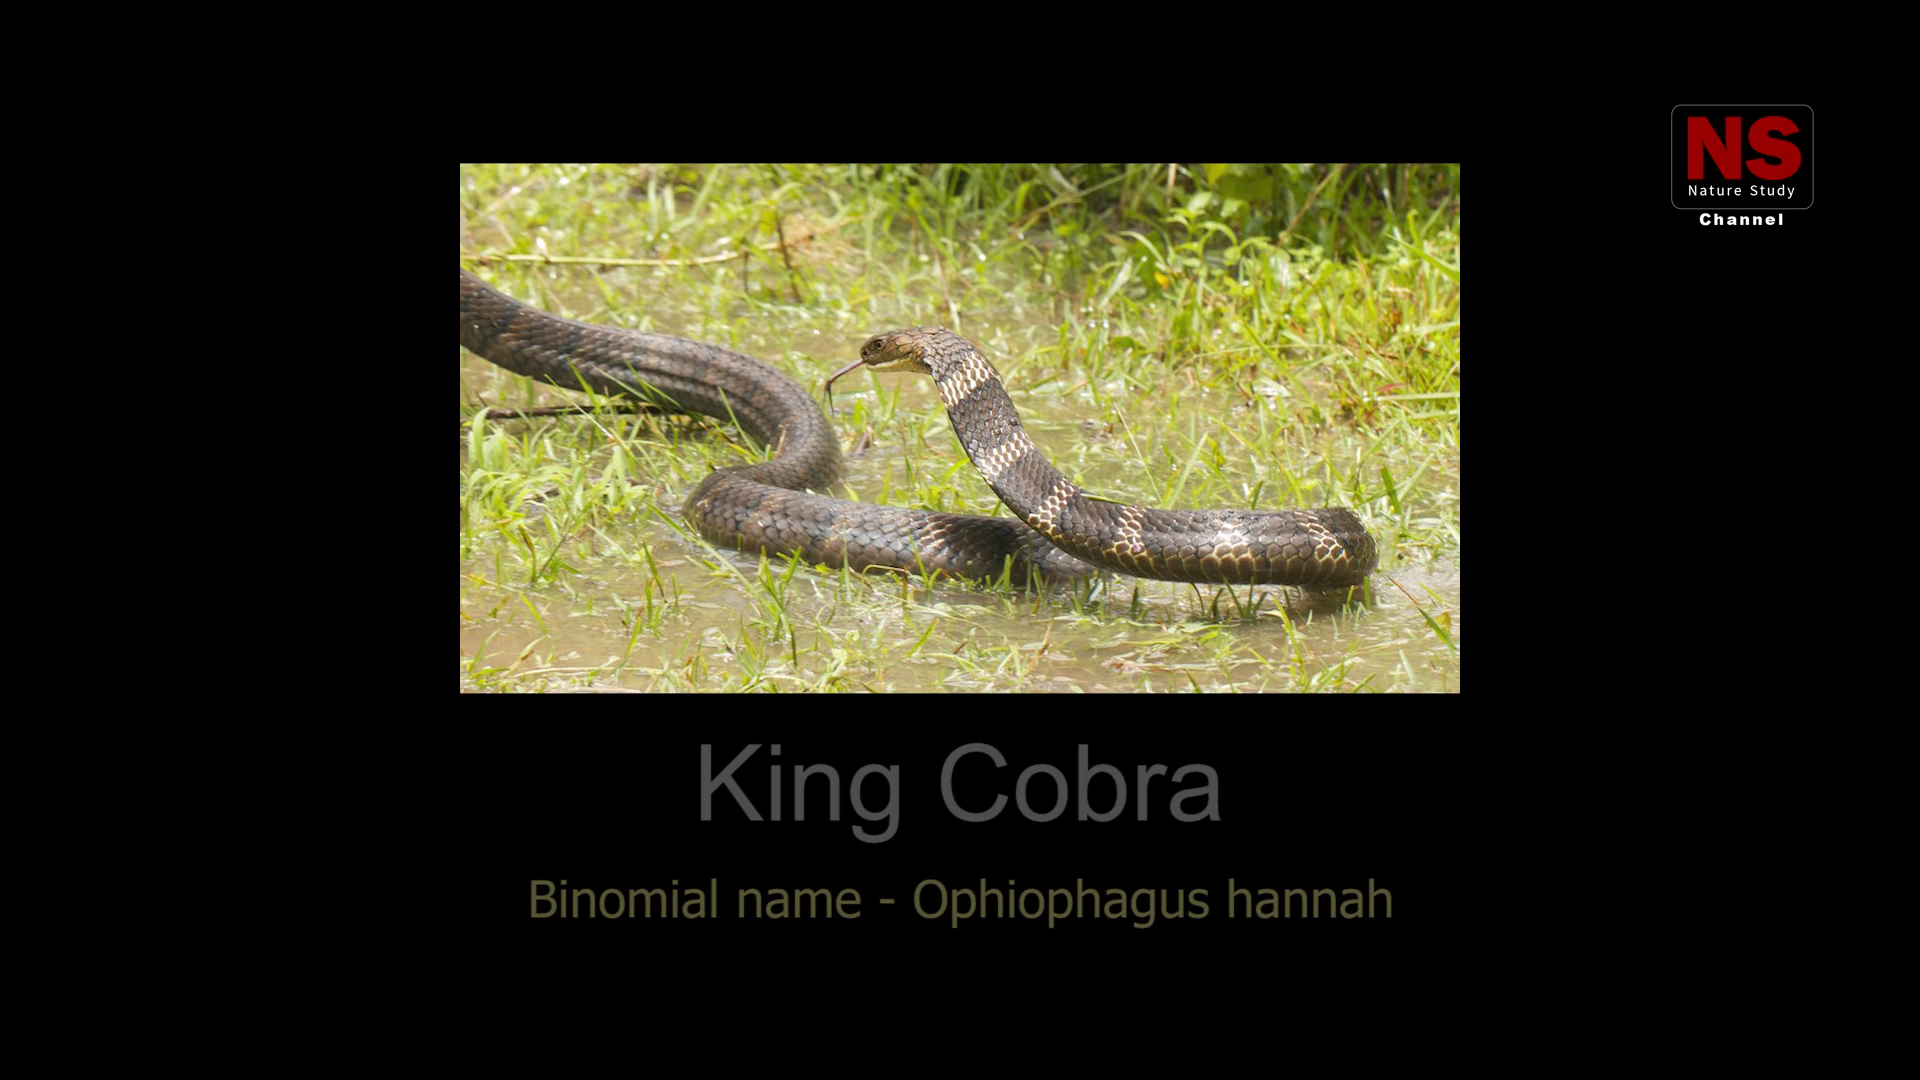 NS
Nature Study
Channel
King Cobra
Binomial name - Ophiophagus hannah